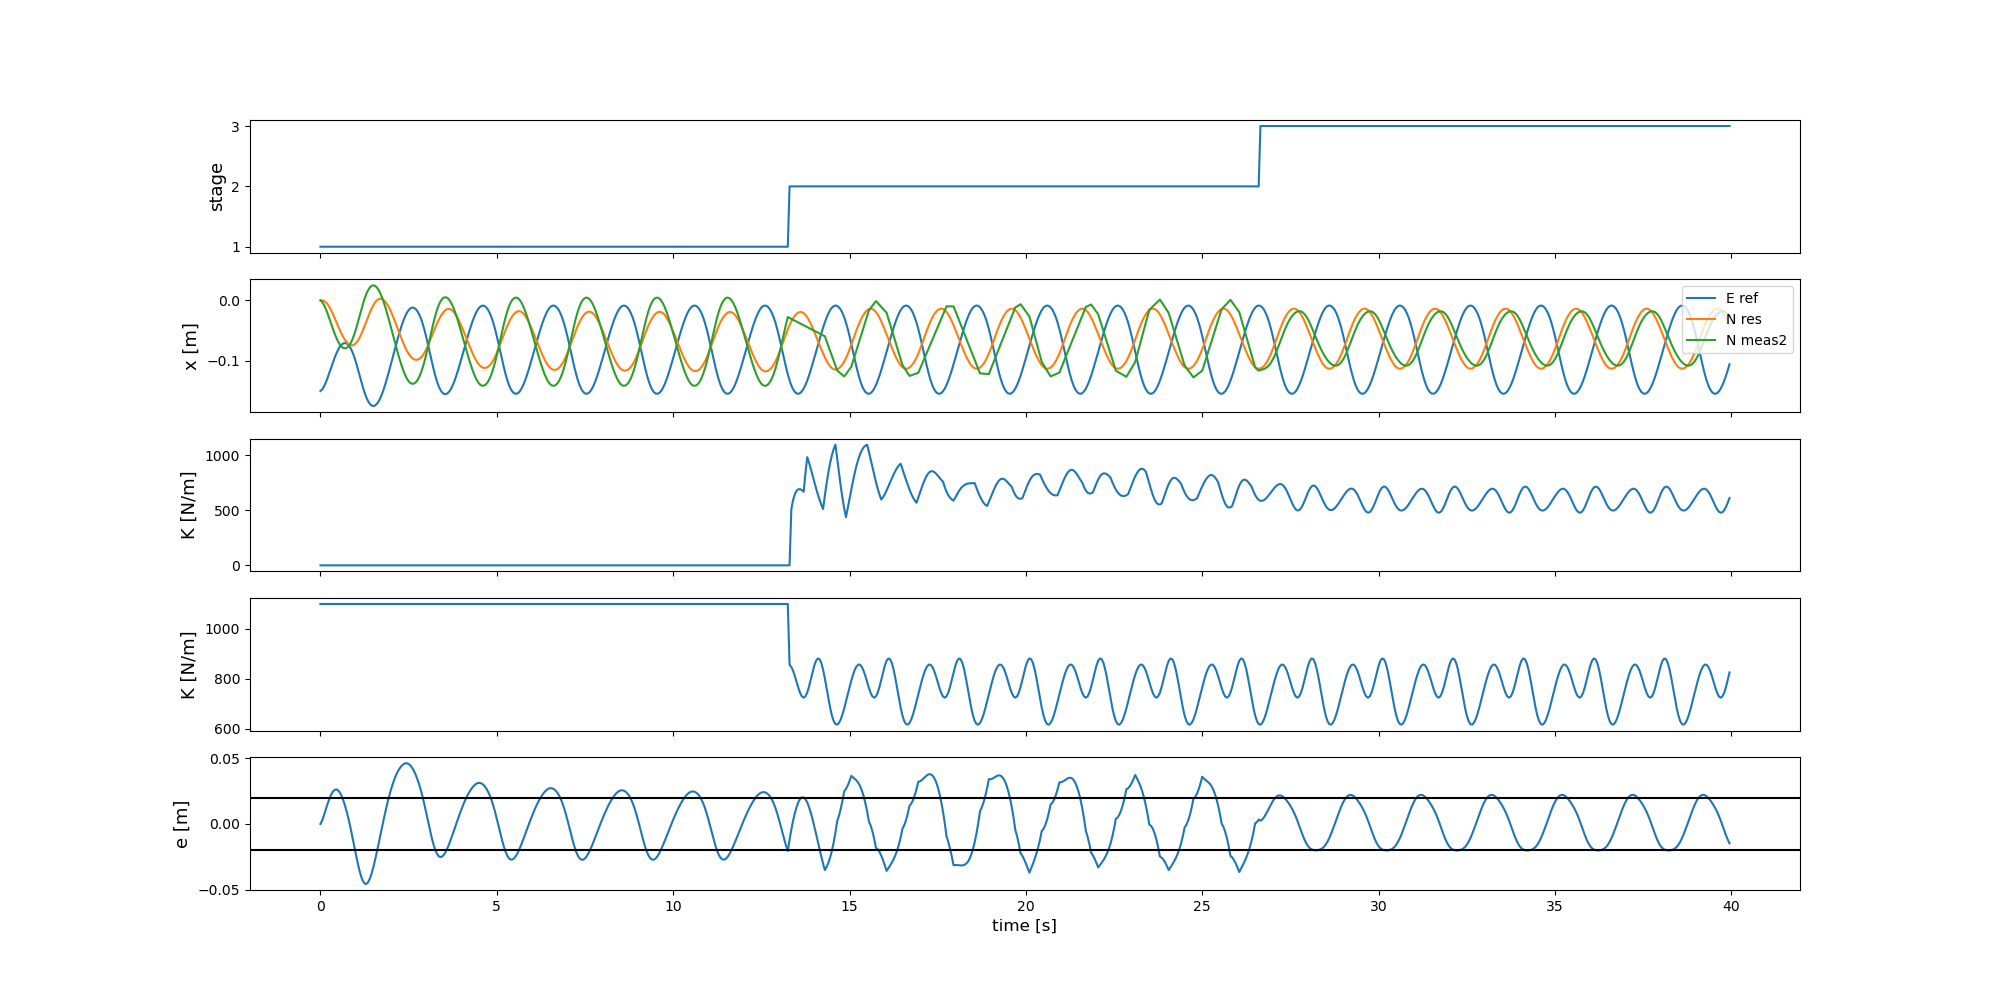 3
2
1
stage
0.0
−0.1
x [m]
E ref
N res
N meas2
1000
500
0
K [N/m]
1000
800
600
K [N/m]
0.05
0.00
−0.05
e [m]
0 5 10 15 20 25 30 35 40
time [s]